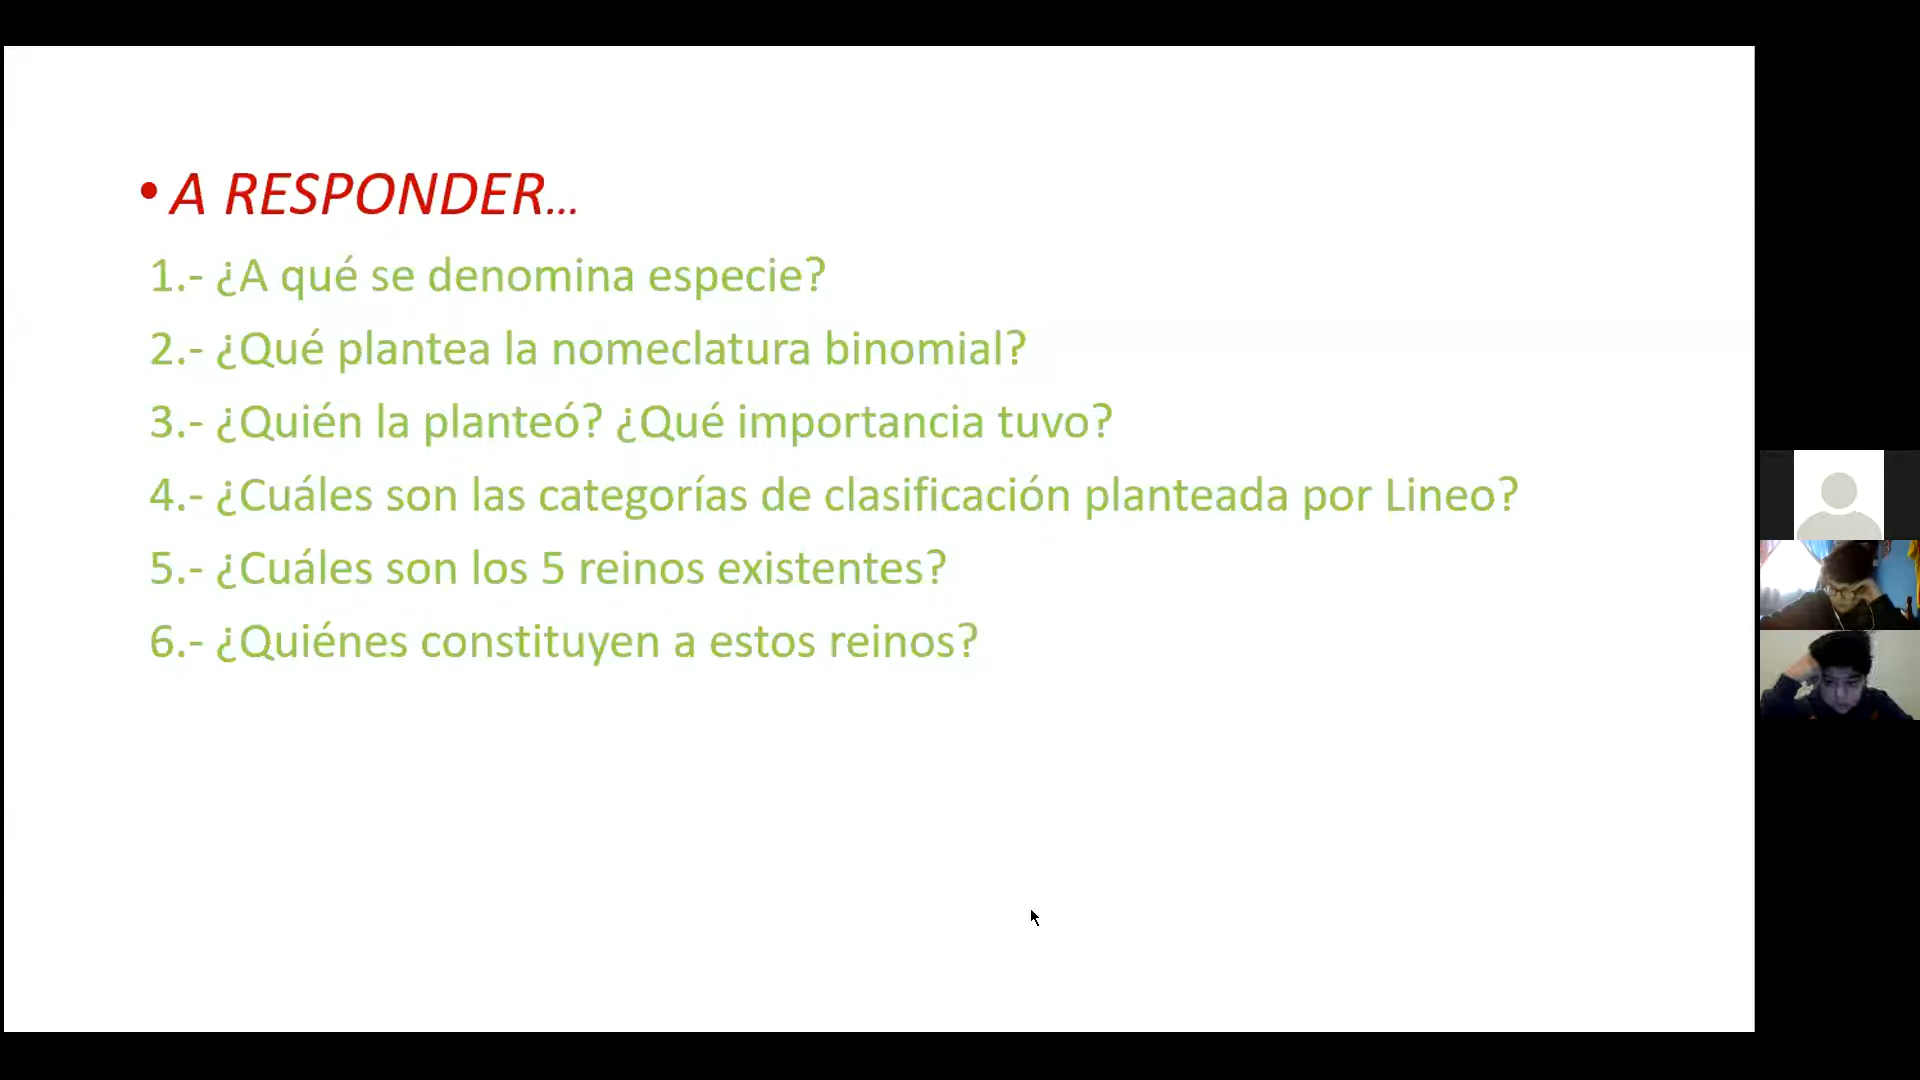 • A RESPONDER...
1.- ¿A qué se denomina especie?
2.- ¿Qué plantea la nomeclatura binomial?
3.- ¿Quién la planteó? ¿Qué importancia tuvo?
4.- ¿Cuáles son las categorías de clasificación planteada por Lineo?
5.- ¿Cuáles son los 5 reinos existentes?
6.- ¿Quiénes constituyen a estos reinos?